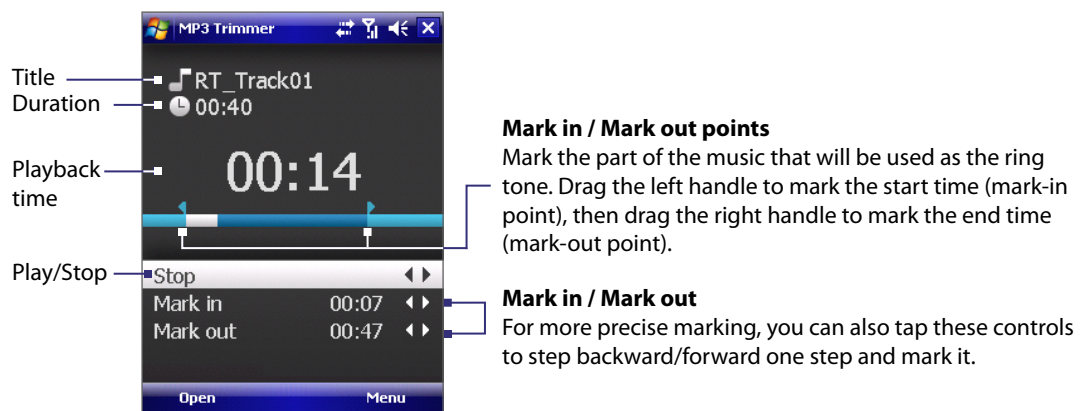 MP3 Trimmer
Title
RT_Track01
Duration
00:40
Playback
time
00:14
Play/Stop
Stop
Mark in 00:07
Mark out 00:47
Open Menu
Mark in / Mark out points
Mark the part of the music that will be used as the ring
tone. Drag the left handle to mark the start time (mark-in
point), then drag the right handle to mark the end time
(mark-out point).
Mark in / Mark out
For more precise marking, you can also tap these controls
to step backward/forward one step and mark it.